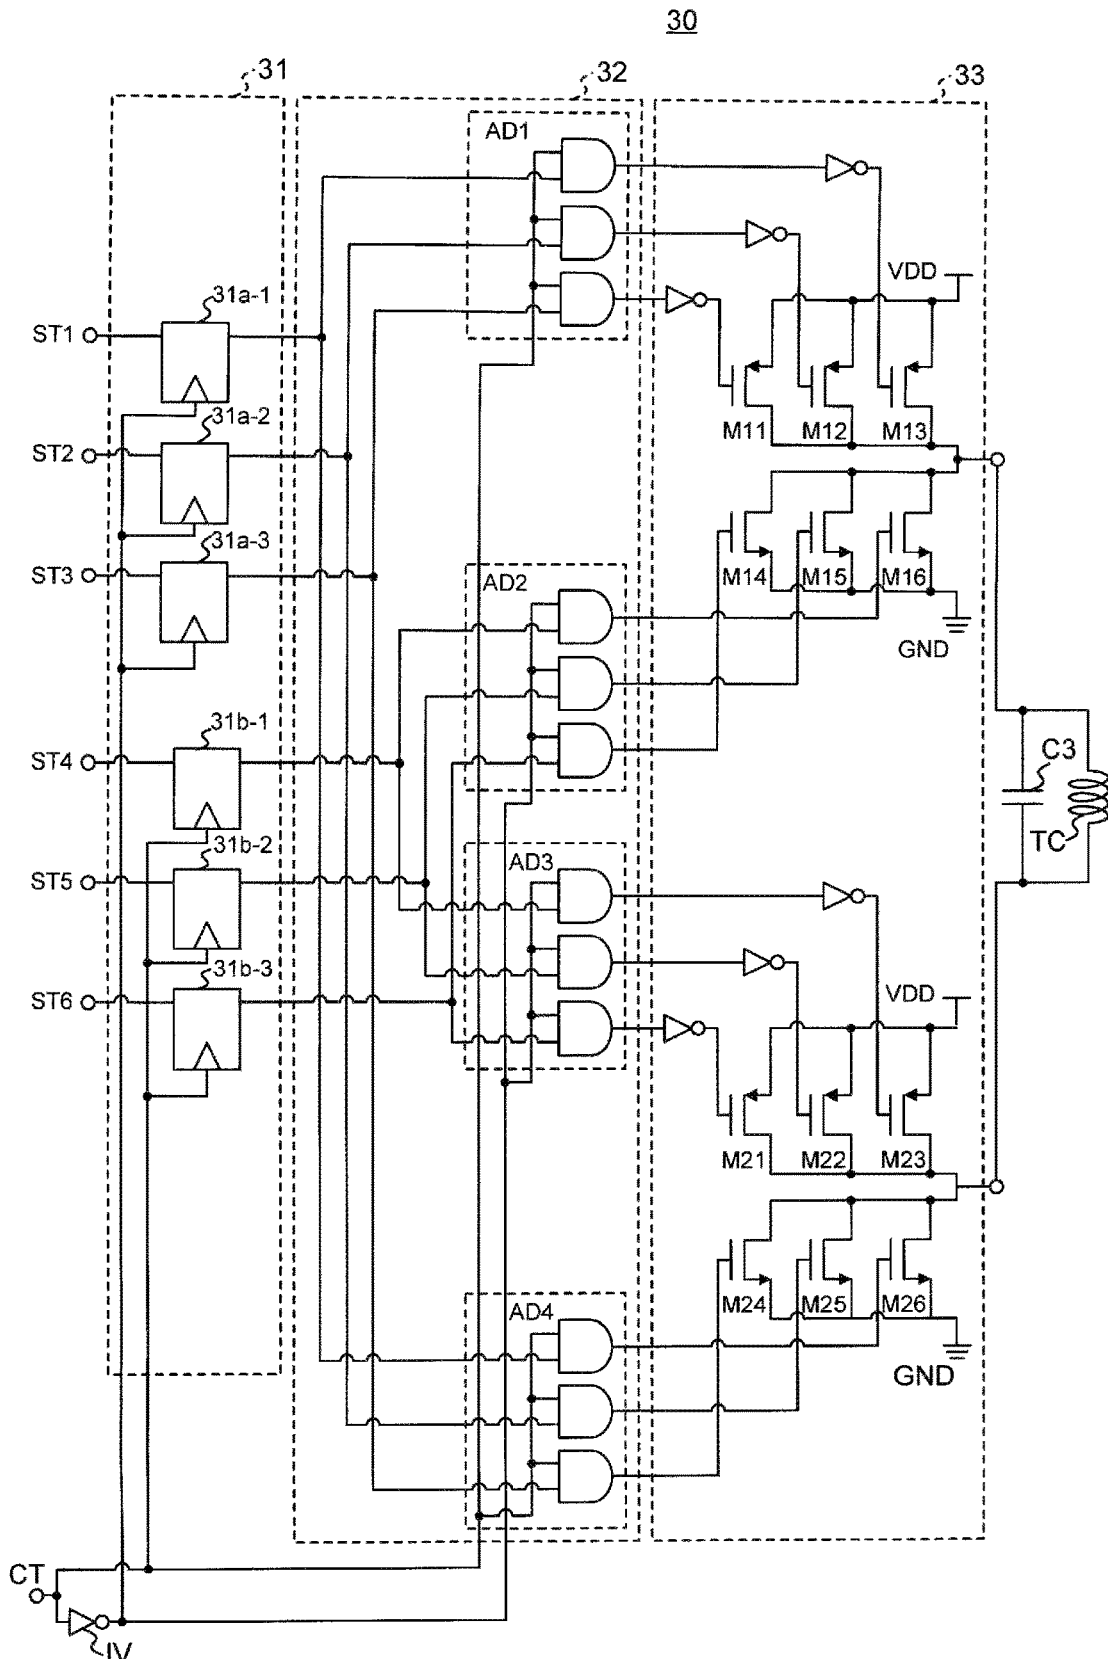 30
31
32
33
AD1
VDD
31a-1
ST1
31a-2
M11 M12 M13
ST2
31a-3
ST3
AD2
M14 M15 M16
GND
31b-1
ST4
C3
TC
31b-2
AD3
ST5
31b-3
ST6
VDD
M21 M22 M23
AD4
M24 M25 M26
GND
CT
IV